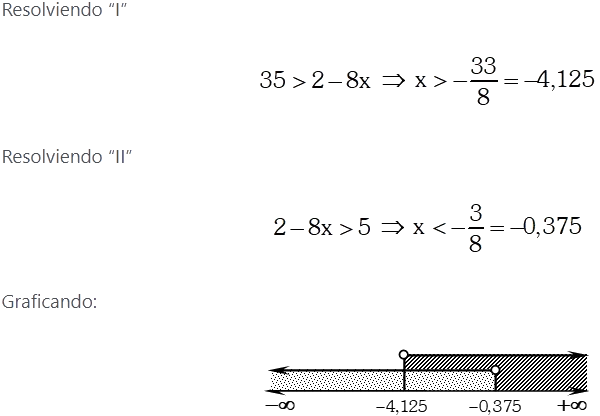 Resolviendo “I”
35 > 2 – 8x ⇒ x > –33/8 = –4,125
Resolviendo “II”
2 – 8x > 5 ⇒ x < –3/8 = –0,375
Graficando:
–∞ –4,125 –0,375 +∞